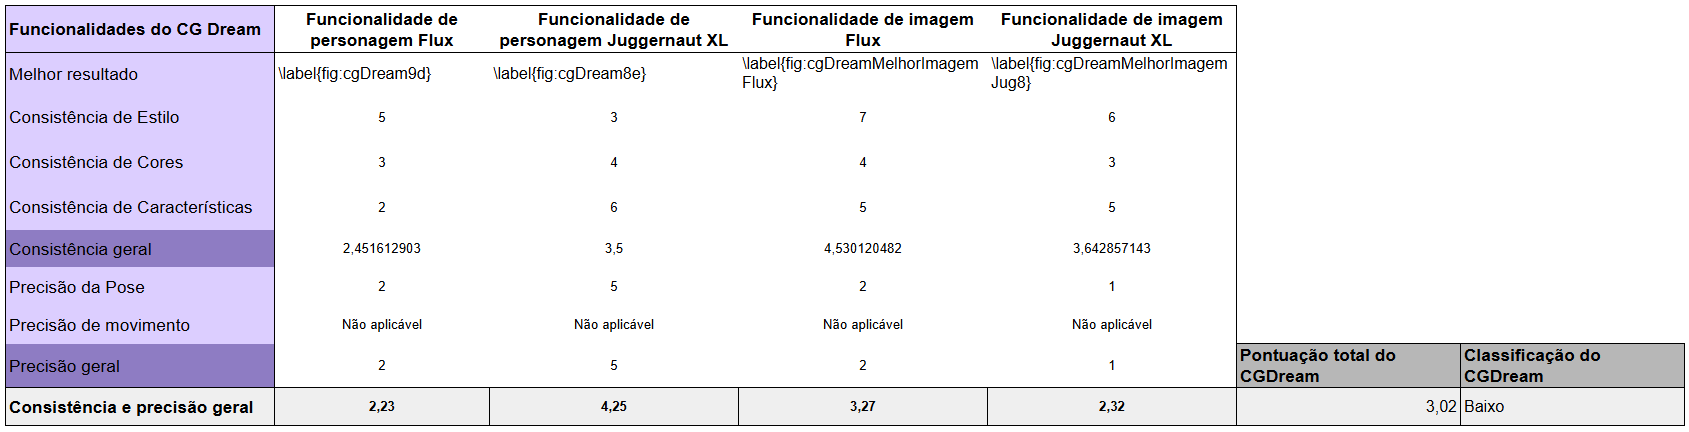 Funcionalidades do CG Dream
Funcionalidade de
personagem Flux
Funcionalidade de
personagem Juggernaut XL
Funcionalidade de imagem
Flux
Funcionalidade de imagem
Juggernaut XL
Melhor resultado
\label{fig:cgDream9d}
\label{fig:cgDream8e}
\label{fig:cgDreamMelhorImagem
Flux}
\label{fig:cgDreamMelhorImagem
Jug8}
Consistência de Estilo 5 3 7 6
Consistência de Cores 3 4 4 3
Consistência de Características 2 6 5 5
Consistência geral 2,451612903 3,5 4,530120482 3,642857143
Precisão da Pose 2 5 2 1
Precisão de movimento Não aplicável Não aplicável Não aplicável Não aplicável
Precisão geral 2 5 2 1
Pontuação total do
CGDream
Classificação do
CGDream
Consistência e precisão geral 2,23 4,25 3,27 2,32 3,02 Baixo